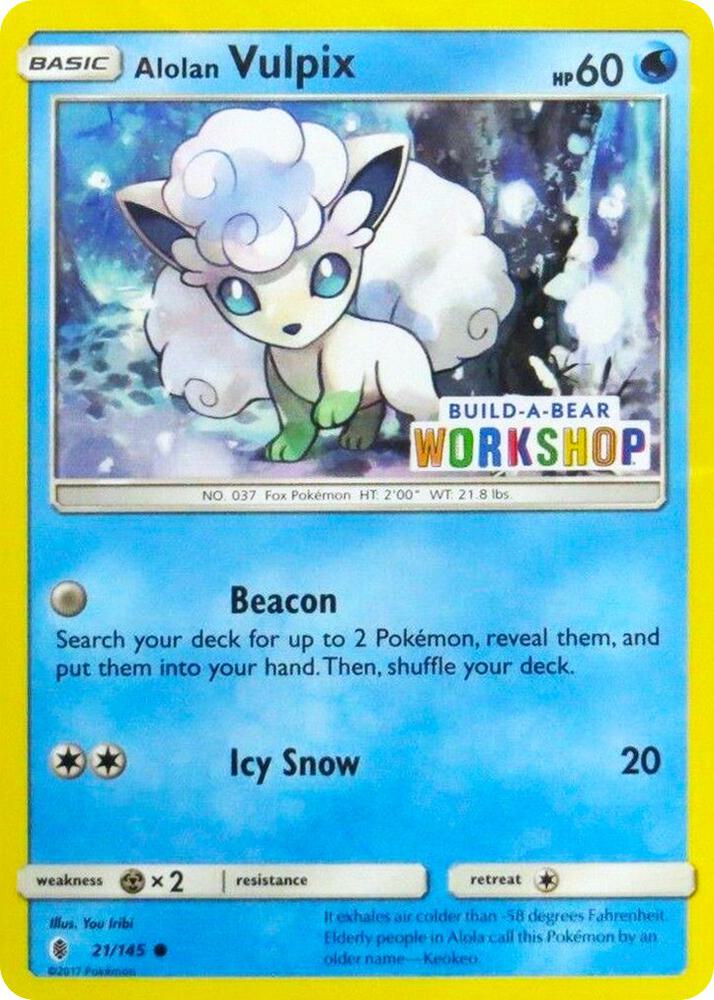 BASIC Alolan Vulpix HP 60
BUILD-A-BEAR
WORKSHOP
NO. 037 Fox Pokémon HT: 2'00" WT: 21.8 lbs.
Beacon
Search your deck for up to 2 Pokémon, reveal them, and
put them into your hand. Then, shuffle your deck.
Icy Snow 20
weakness ×2 resistance retreat
Illus. You Iribi
21/145
©2017 Pokémon
It exhales air colder than -58 degrees Fahrenheit.
Elderly people in Alola call this Pokémon by an
older name—Keokeo.